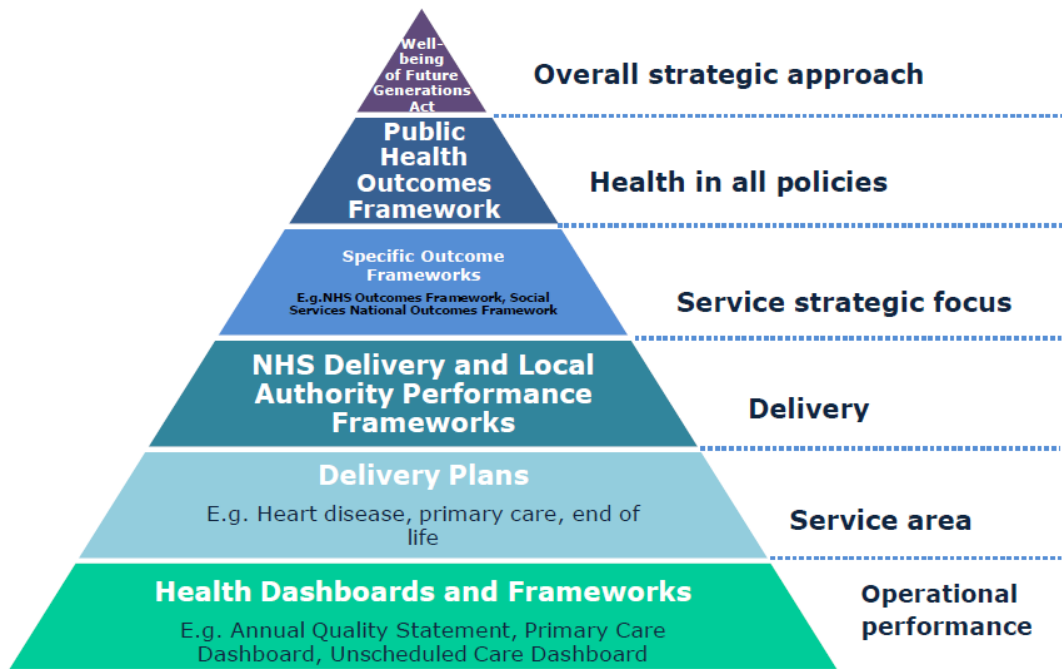 Well-
being
of Future
Generations
Act
Overall strategic approach
Public
Health
Outcomes
Framework
Health in all policies
Specific Outcome
Frameworks
E.g.NHS Outcomes Framework, Social
Services National Outcomes Framework
Service strategic focus
NHS Delivery and Local
Authority Performance
Frameworks
Delivery
Delivery Plans
E.g. Heart disease, primary care, end of
life
Service area
Health Dashboards and Frameworks
E.g. Annual Quality Statement, Primary Care
Dashboard, Unscheduled Care Dashboard
Operational
performance